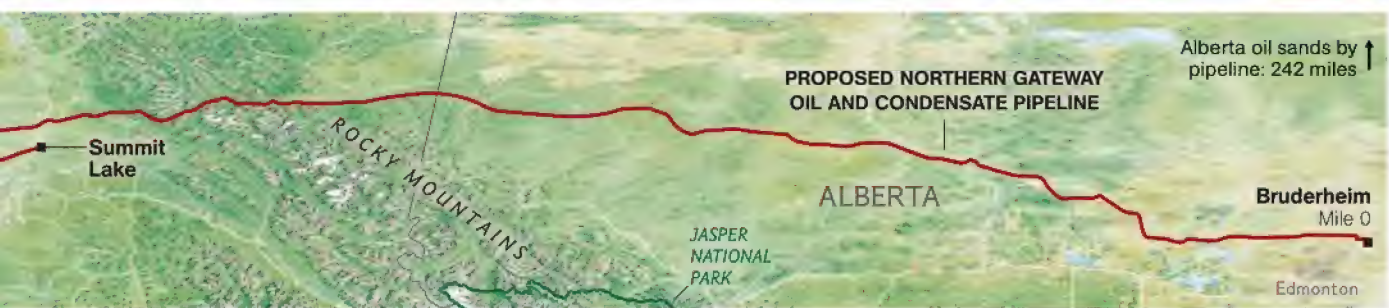 Alberta oil sands by
pipeline: 242 miles
PROPOSED NORTHERN GATEWAY
OIL AND CONDENSATE PIPELINE
Summit
Lake
ROCKY MOUNTAINS
ALBERTA
Bruderheim
Mile 0
JASPER
NATIONAL
PARK
Edmonton